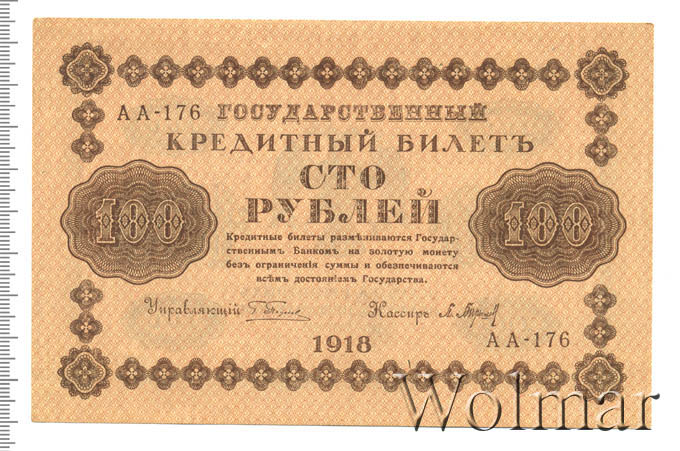 АА-176 ГОСУДАРСТВЕННЫЙ
КРЕДИТНЫЙ БИЛЕТЪ
СТО
РУБЛЕЙ
100
100
Кредитные билеты размѣниваются Государ-
ственнымъ Банкомъ на золотую монету
безъ ограниченія суммы и обезпечиваются
всѣмъ достояніемъ Государства.
Управляющій
Кассиръ
1918
АА-176
Wolmar